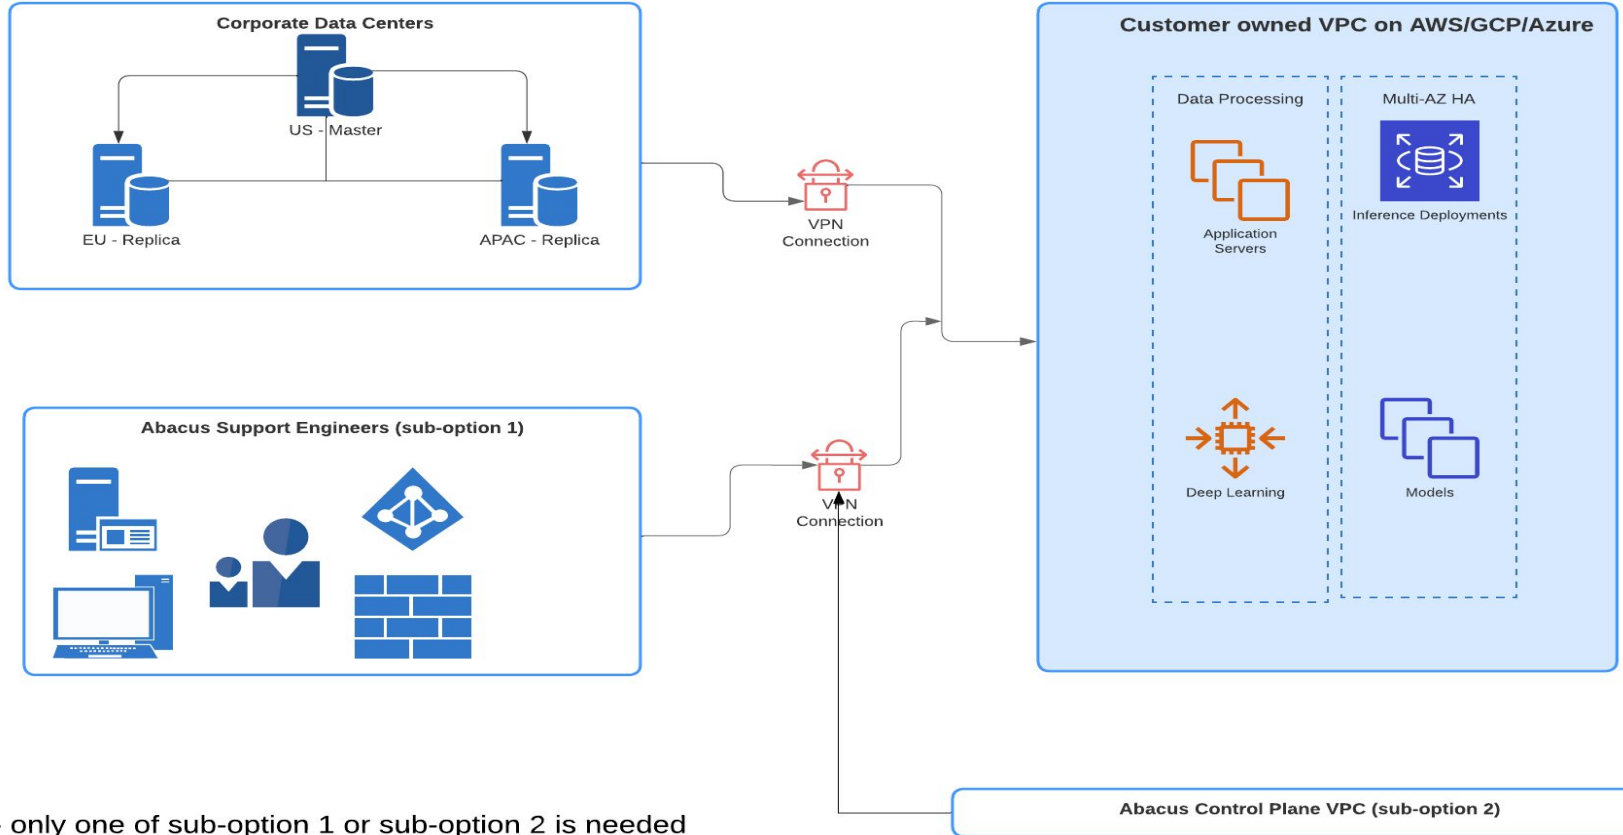 Corporate Data Centers
US - Master
EU - Replica
APAC - Replica
VPN
Connection
Customer owned VPC on AWS/GCP/Azure
Data Processing
Multi-AZ HA
Application
Servers
Inference Deployments
Deep Learning
Models
Abacus Support Engineers (sub-option 1)
VPN
Connection
Abacus Control Plane VPC (sub-option 2)
- only one of sub-option 1 or sub-option 2 is needed